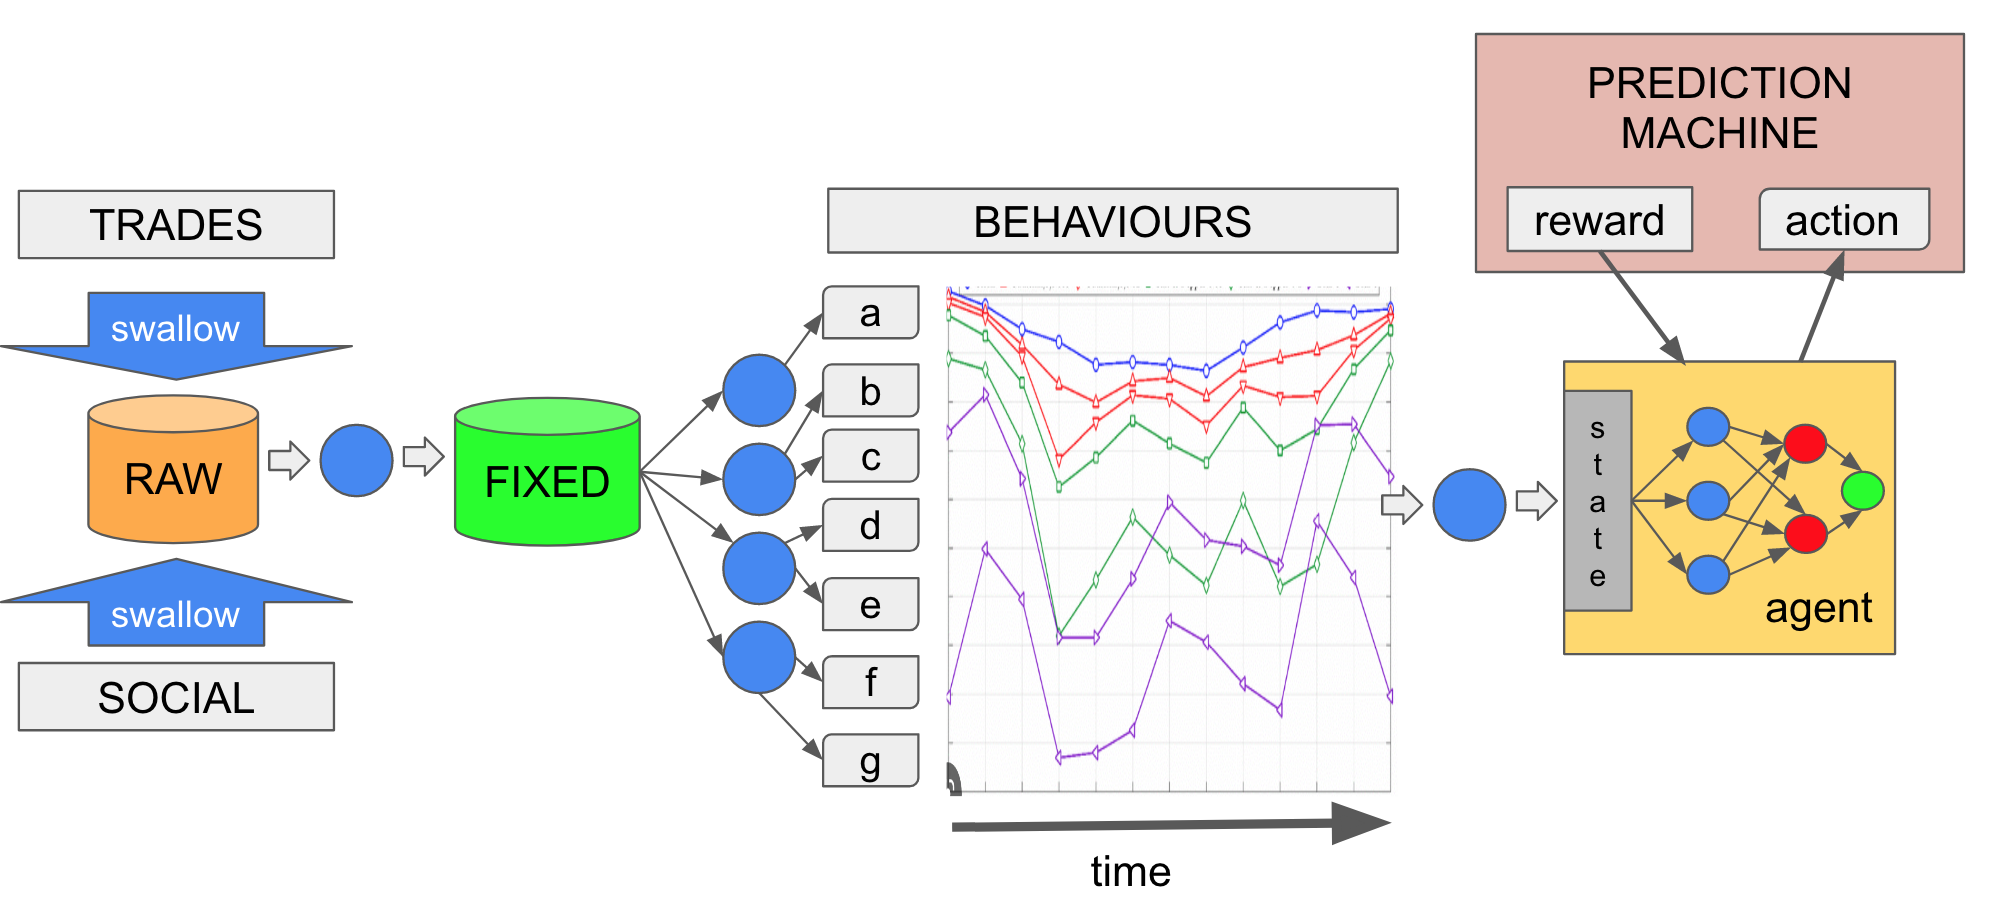 TRADES
swallow
RAW
swallow
SOCIAL
FIXED
BEHAVIOURS
a
b
c
d
e
f
g
time
PREDICTION
MACHINE
reward
action
s
t
a
t
e
agent